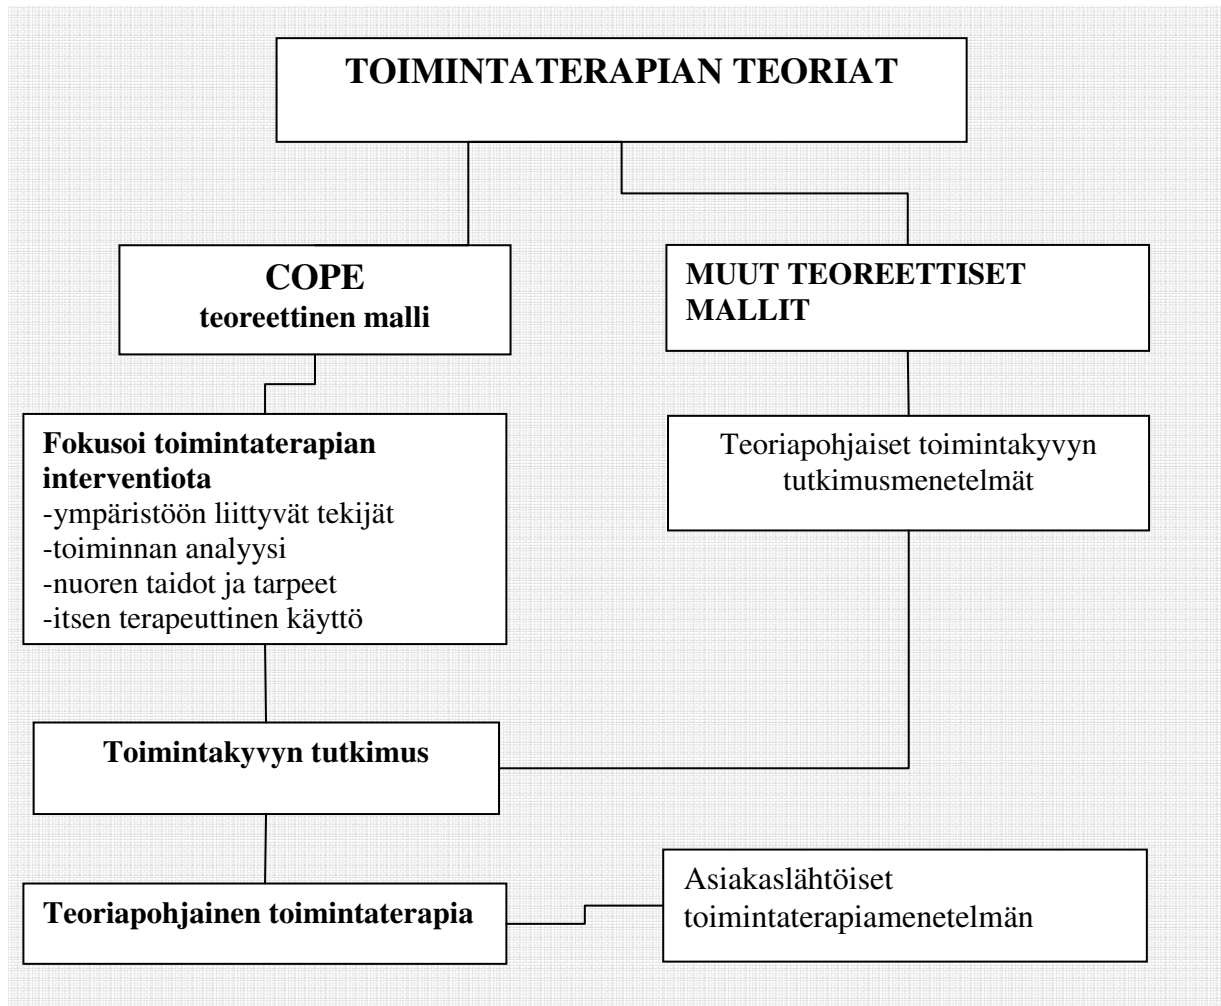 TOIMINTATERAPIAN TEORIAT
COPE
teoreettinen malli
MUUT TEOREETTISET
MALLIT
Fokusoi toimintaterapian
interventiota
-ympäristöön liittyvät tekijät
-toiminnan analyysi
-nuoren taidot ja tarpeet
-itsen terapeuttinen käyttö
Teoriapohjaiset toimintakyvyn
tutkimusmenetelmät
Toimintakyvyn tutkimus
Teoriapohjainen toimintaterapia
Asiakaslähtöiset
toimintaterapiamenetelmän